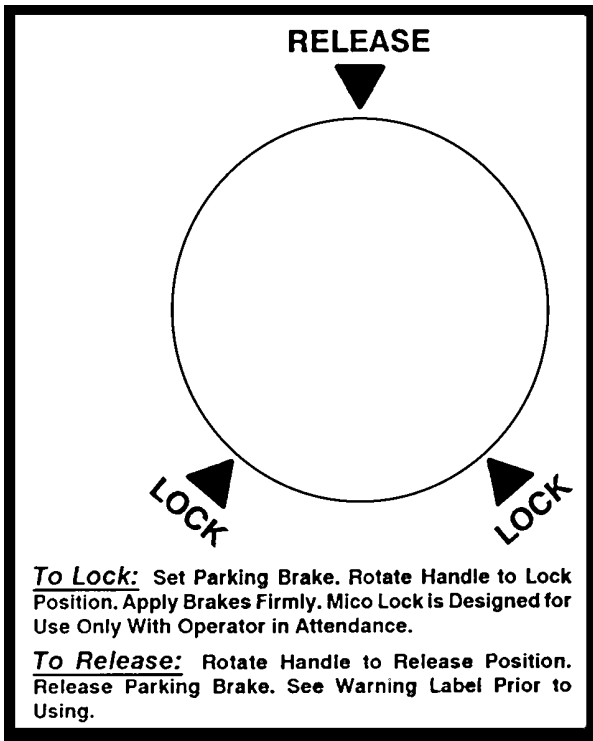 RELEASE
LOCK
LOCK
To Lock: Set Parking Brake. Rotate Handle to Lock
Position. Apply Brakes Firmly. Mico Lock is Designed for
Use Only With Operator in Attendance.
To Release: Rotate Handle to Release Position.
Release Parking Brake. See Warning Label Prior to
Using.